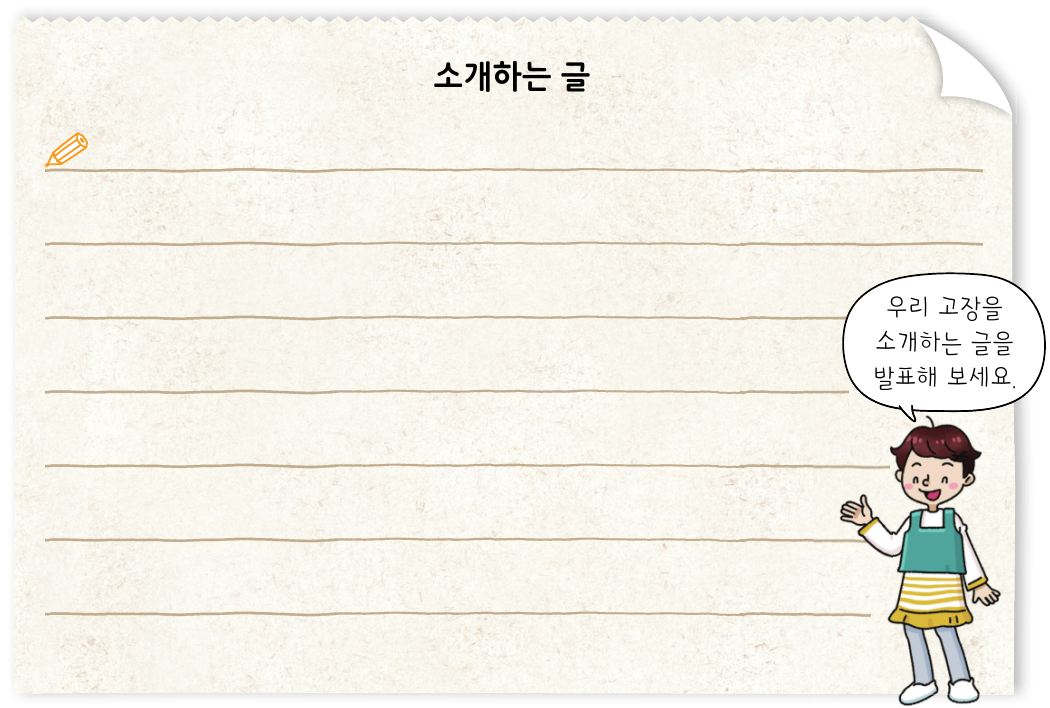 소개하는 글
우리 고장을
소개하는 글을
발표해 보세요.